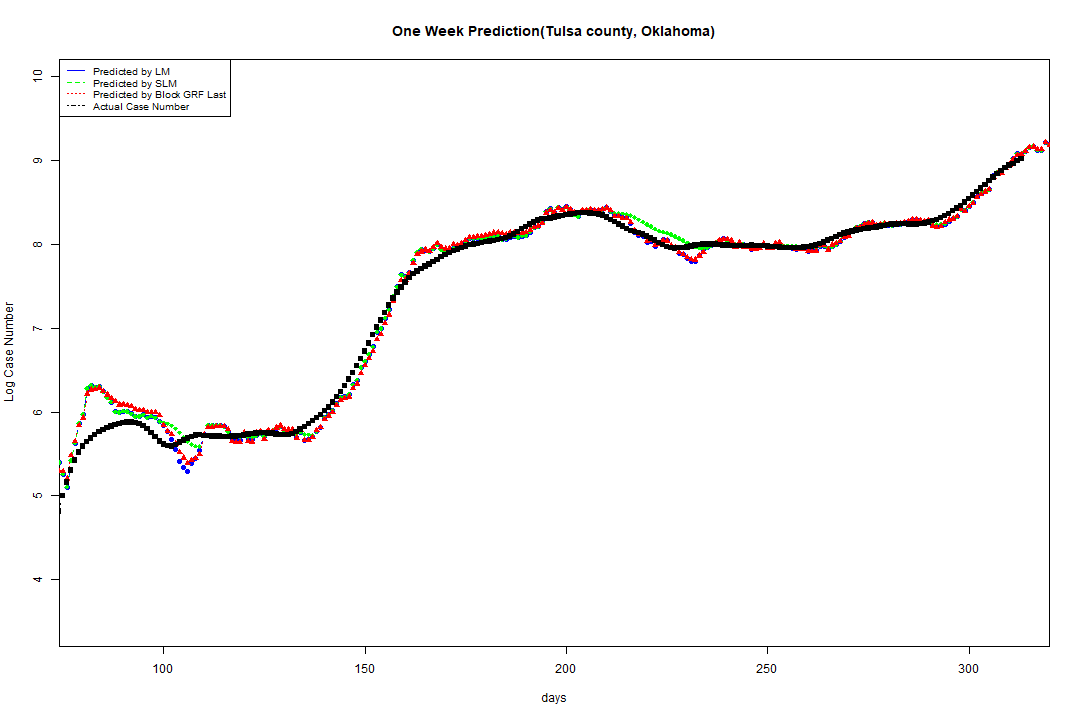 One Week Prediction(Tulsa county, Oklahoma)
Predicted by LM
Predicted by SLM
Predicted by Block GRF Last
Actual Case Number
Log Case Number
10
9
8
7
6
5
4
100 150 200 250 300
days